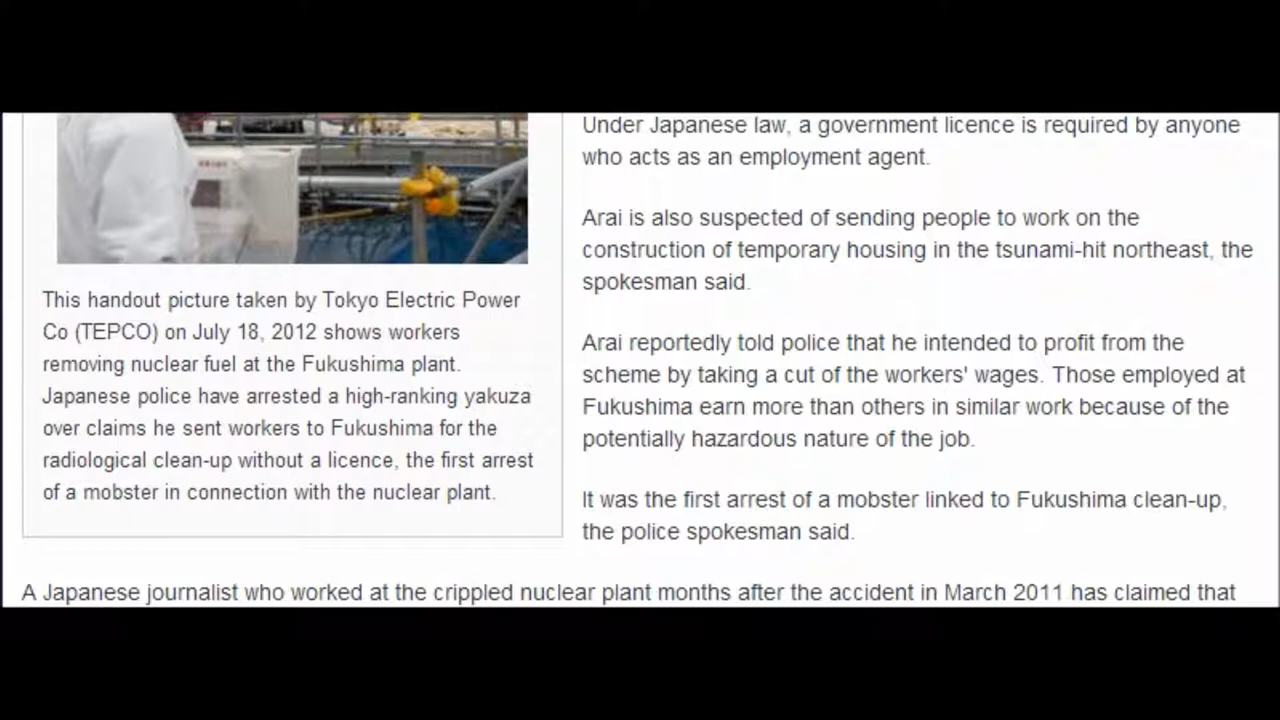 Under Japanese law, a government licence is required by anyone
who acts as an employment agent.
Arai is also suspected of sending people to work on the
construction of temporary housing in the tsunami-hit northeast, the
spokesman said.
Arai reportedly told police that he intended to profit from the
scheme by taking a cut of the workers' wages. Those employed at
Fukushima earn more than others in similar work because of the
potentially hazardous nature of the job.
It was the first arrest of a mobster linked to Fukushima clean-up,
the police spokesman said.
This handout picture taken by Tokyo Electric Power
Co (TEPCO) on July 18, 2012 shows workers
removing nuclear fuel at the Fukushima plant.
Japanese police have arrested a high-ranking yakuza
over claims he sent workers to Fukushima for the
radiological clean-up without a licence, the first arrest
of a mobster in connection with the nuclear plant.
A Japanese journalist who worked at the crippled nuclear plant months after the accident in March 2011 has claimed that